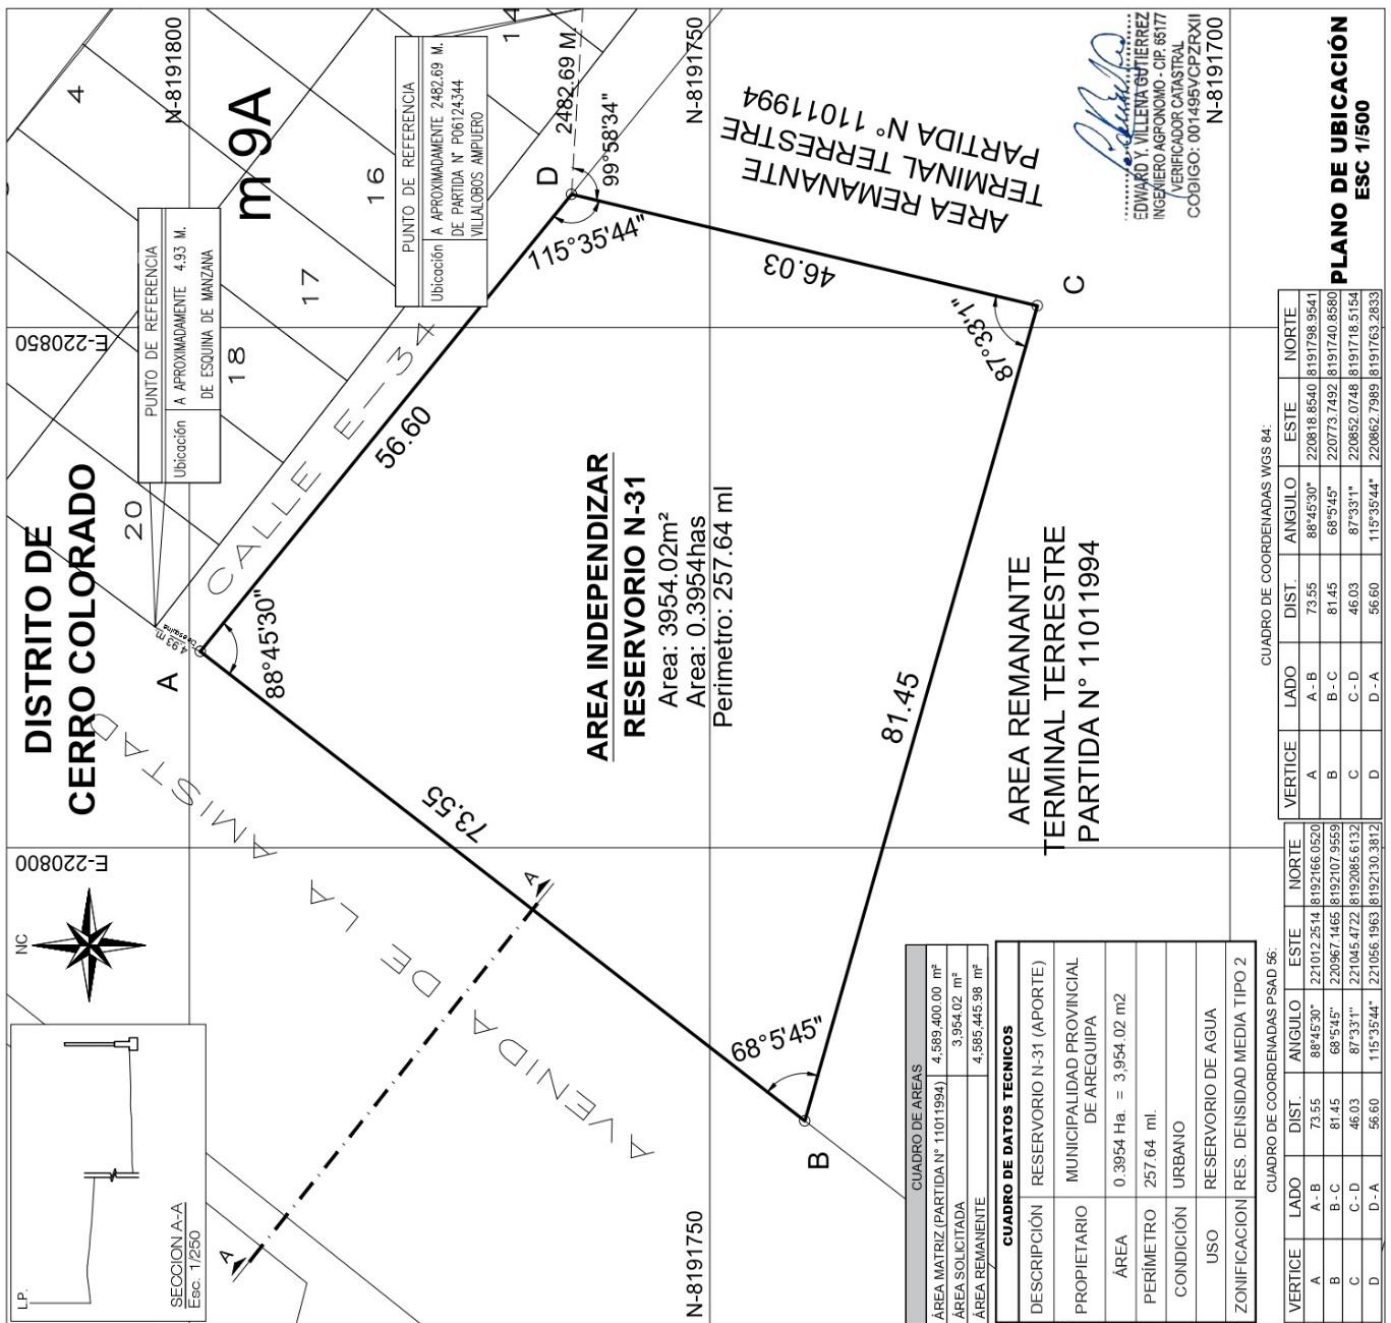 DISTRITO DE
CERRO COLORADO
NC
E-220800
E-220850
N-8191800
N-8191750
N-8191750
N-8191700
L.P.
SECCION A-A
Esc. 1/250
A
A
PUNTO DE REFERENCIA
Ubicación
A APROXIMADAMENTE 4.93 M.
DE ESQUINA DE MANZANA
PUNTO DE REFERENCIA
Ubicación
A APROXIMADAMENTE 2482.69 M.
DE PARTIDA N° P06124344
VILLALOBOS AMPUERO
m 9A
4
14
16
17
18
20
CALLE E-34
AVENIDA DE LA AMISTAD
4.93 m.
De esquina
A
88°45'30"
73.55
B
68°5'45"
81.45
C
87°33'1"
46.03
D
115°35'44"
99°58'34"
2482.69 M.
56.60
AREA INDEPENDIZAR
RESERVORIO N-31
Area: 3954.02m²
Area: 0.3954has
Perimetro: 257.64 ml
AREA REMANANTE
TERMINAL TERRESTRE
PARTIDA N° 11011994
AREA REMANANTE
TERMINAL TERRESTRE
PARTIDA N° 11011994
EDWARD Y. VILLENA GUTIERREZ
INGENIERO AGRONOMO - CIP. 65177
VERIFICADOR CATASTRAL
CODIGO: 001495VCPZRXII
PLANO DE UBICACIÓN
ESC 1/500
CUADRO DE AREAS
ÁREA MATRIZ (PARTIDA N° 11011994) 4,589,400.00 m²
ÁREA SOLICITADA 3,954.02 m²
ÁREA REMANENTE 4,585,445.98 m²
CUADRO DE DATOS TECNICOS
DESCRIPCIÓN RESERVORIO N-31 (APORTE)
PROPIETARIO MUNICIPALIDAD PROVINCIAL
DE AREQUIPA
ÁREA 0.3954 Ha. = 3,954.02 m2
PERÍMETRO 257.64 ml.
CONDICIÓN URBANO
USO RESERVORIO DE AGUA
ZONIFICACION RES. DENSIDAD MEDIA TIPO 2
CUADRO DE COORDENADAS PSAD 56:
VERTICE LADO DIST. ANGULO ESTE NORTE
A A - B 73.55 88°45'30" 221012.2514 8192166.0520
B B - C 81.45 68°5'45" 220967.1465 8192107.9559
C C - D 46.03 87°33'1" 221045.4722 8192085.6132
D D - A 56.60 115°35'44" 221056.1963 8192130.3812
CUADRO DE COORDENADAS WGS 84:
VERTICE LADO DIST. ANGULO ESTE NORTE
A A - B 73.55 88°45'30" 220818.8540 8191798.9541
B B - C 81.45 68°5'45" 220773.7492 8191740.8580
C C - D 46.03 87°33'1" 220852.0748 8191718.5154
D D - A 56.60 115°35'44" 220862.7989 8191763.2833